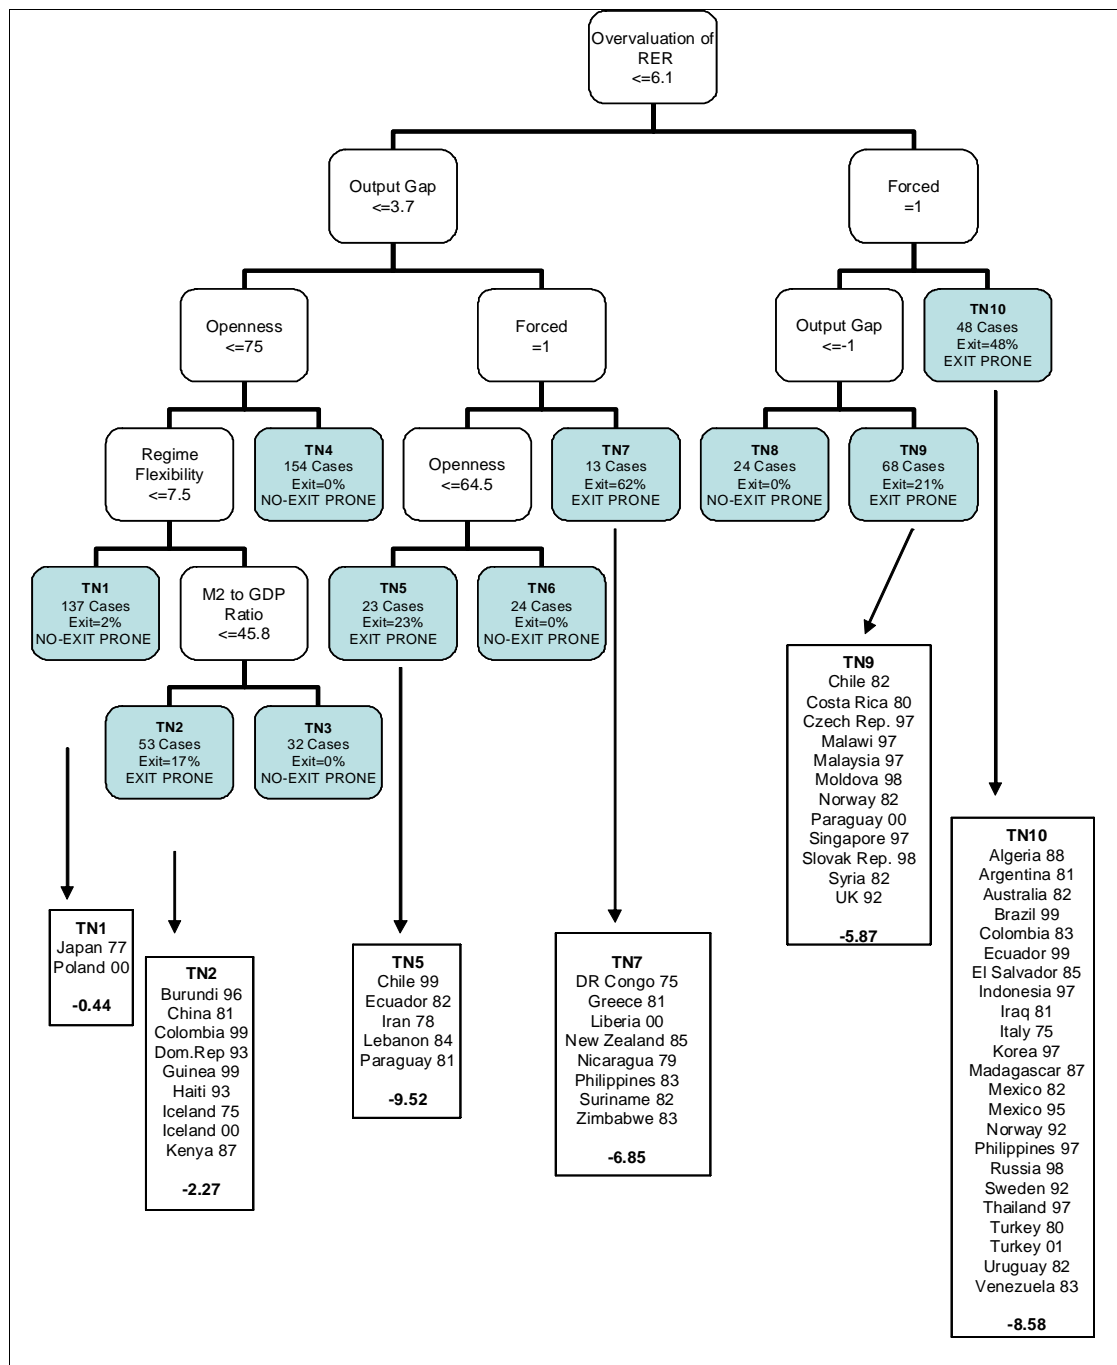 Overvaluation of
RER
<=6.1
Output Gap
<=3.7
Forced
=1
Openness
<=75
Forced
=1
Output Gap
<=-1
TN10
48 Cases
Exit=48%
EXIT PRONE
Regime
Flexibility
<=7.5
TN4
154 Cases
Exit=0%
NO-EXIT PRONE
Openness
<=64.5
TN7
13 Cases
Exit=62%
EXIT PRONE
TN8
24 Cases
Exit=0%
NO-EXIT PRONE
TN9
68 Cases
Exit=21%
EXIT PRONE
TN1
137 Cases
Exit=2%
NO-EXIT PRONE
M2 to GDP
Ratio
<=45.8
TN5
23 Cases
Exit=23%
EXIT PRONE
TN6
24 Cases
Exit=0%
NO-EXIT PRONE
TN2
53 Cases
Exit=17%
EXIT PRONE
TN3
32 Cases
Exit=0%
NO-EXIT PRONE
TN1
Japan 77
Poland 00
-0.44
TN2
Burundi 96
China 81
Colombia 99
Dom.Rep 93
Guinea 99
Haiti 93
Iceland 75
Iceland 00
Kenya 87
-2.27
TN5
Chile 99
Ecuador 82
Iran 78
Lebanon 84
Paraguay 81
-9.52
TN7
DR Congo 75
Greece 81
Liberia 00
New Zealand 85
Nicaragua 79
Philippines 83
Suriname 82
Zimbabwe 83
-6.85
TN9
Chile 82
Costa Rica 80
Czech Rep. 97
Malawi 97
Malaysia 97
Moldova 98
Norway 82
Paraguay 00
Singapore 97
Slovak Rep. 98
Syria 82
UK 92
-5.87
TN10
Algeria 88
Argentina 81
Australia 82
Brazil 99
Colombia 83
Ecuador 99
El Salvador 85
Indonesia 97
Iraq 81
Italy 75
Korea 97
Madagascar 87
Mexico 82
Mexico 95
Norway 92
Philippines 97
Russia 98
Sweden 92
Thailand 97
Turkey 80
Turkey 01
Uruguay 82
Venezuela 83
-8.58